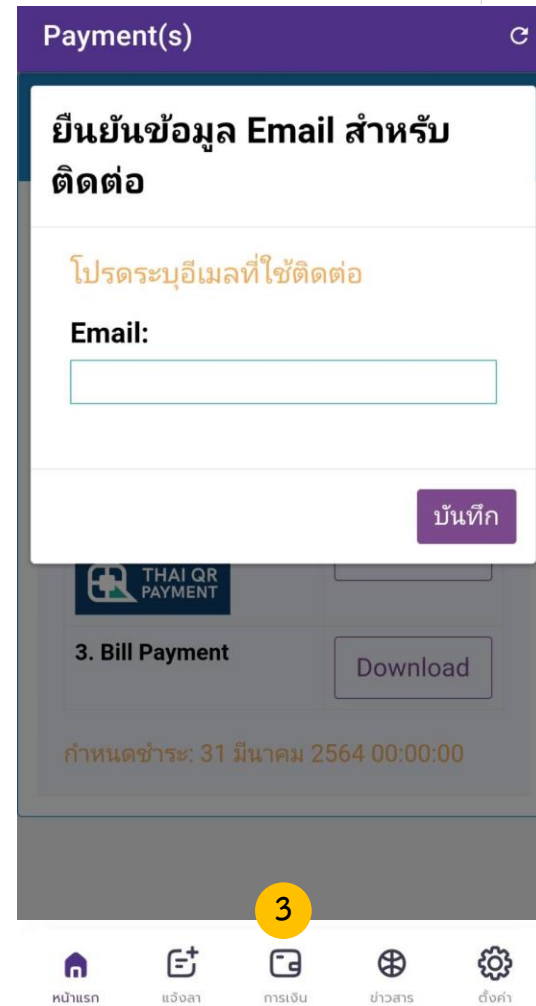 Payment(s)
ยืนยันข้อมูล Email สำหรับ
ติดต่อ
โปรดระบุอีเมลที่ใช้ติดต่อ
Email:
บันทึก
THAI QR
PAYMENT
3. Bill Payment
Download
กำหนดชำระ: 31 มีนาคม 2564 00:00:00
3
หน้าแรก
แจ้งลา
การเงิน
ข่าวสาร
ตั้งค่า